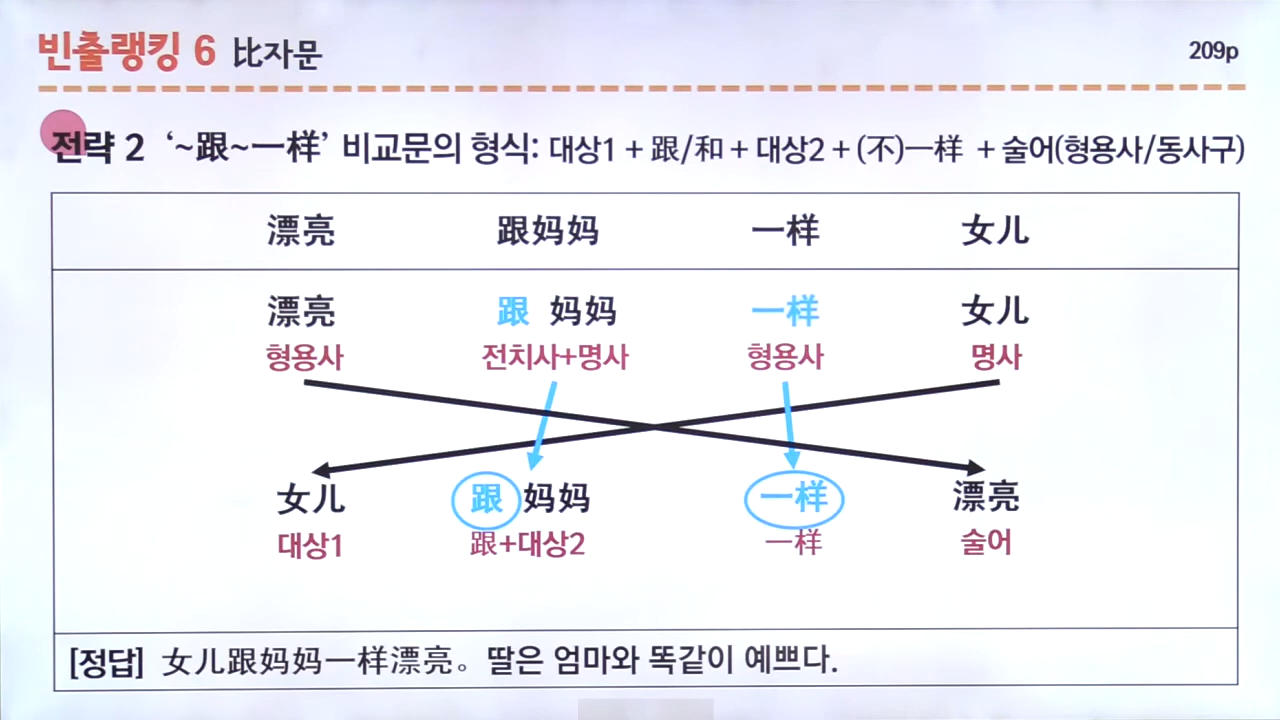 빈출랭킹 6 比자문
209p
전략 2 ‘~跟~一样’ 비교문의 형식: 대상1 + 跟/和 + 대상2 + (不)一样 + 술어(형용사/동사구)
漂亮 跟妈妈 一样 女儿
漂亮 跟 妈妈 一样 女儿
형용사 전치사+명사 형용사 명사
女儿 跟 妈妈 一样 漂亮
대상1 跟+대상2 一样 술어
[정답] 女儿跟妈妈一样漂亮。딸은 엄마와 똑같이 예쁘다.